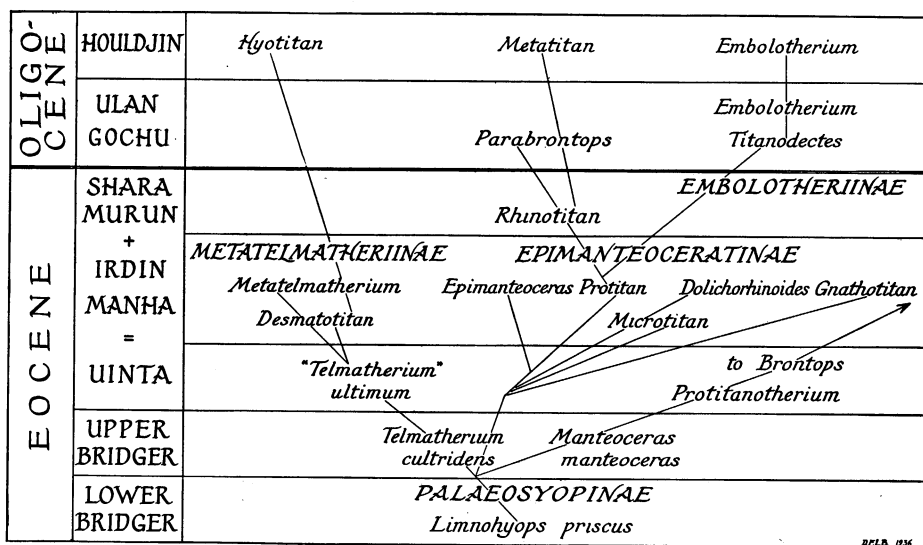 OLIGO-
CENE
HOULDJIN
Hyotitan
Metatitan
Embolotherium
ULAN
GOCHU
Embolotherium
Parabrontops
Titanodectes
EOCENE
SHARA
MURUN
+
IRDIN
MANHA
=
UINTA
EMBOLOTHERIINAE
Rhinotitan
METATELMATHERIINAE
EPIMANTEOCERATINAE
Metatelmatherium
Epimanteoceras Protitan
Dolichorhinoides Gnathotitan
Desmatotitan
Microtitan
"Telmatherium"
ultimum
to Brontops
Protitanotherium
UPPER
BRIDGER
Telmatherium
cultridens
Manteoceras
manteoceras
LOWER
BRIDGER
PALAEOSYOPINAE
Limnohyops priscus
1936